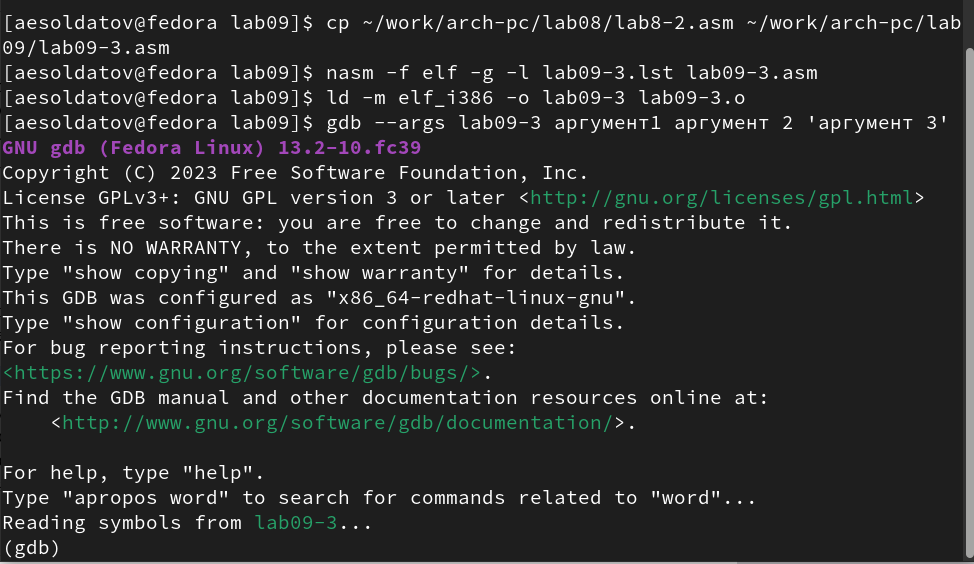 [aesoldatov@fedora lab09]$ cp ~/work/arch-pc/lab08/lab8-2.asm ~/work/arch-pc/lab
09/lab09-3.asm
[aesoldatov@fedora lab09]$ nasm -f elf -g -l lab09-3.lst lab09-3.asm
[aesoldatov@fedora lab09]$ ld -m elf_i386 -o lab09-3 lab09-3.o
[aesoldatov@fedora lab09]$ gdb --args lab09-3 аргумент1 аргумент 2 'аргумент 3'
GNU gdb (Fedora Linux) 13.2-10.fc39
Copyright (C) 2023 Free Software Foundation, Inc.
License GPLv3+: GNU GPL version 3 or later <http://gnu.org/licenses/gpl.html>
This is free software: you are free to change and redistribute it.
There is NO WARRANTY, to the extent permitted by law.
Type "show copying" and "show warranty" for details.
This GDB was configured as "x86_64-redhat-linux-gnu".
Type "show configuration" for configuration details.
For bug reporting instructions, please see:
<https://www.gnu.org/software/gdb/bugs/>.
Find the GDB manual and other documentation resources online at:
    <http://www.gnu.org/software/gdb/documentation/>.

For help, type "help".
Type "apropos word" to search for commands related to "word"...
Reading symbols from lab09-3...
(gdb)